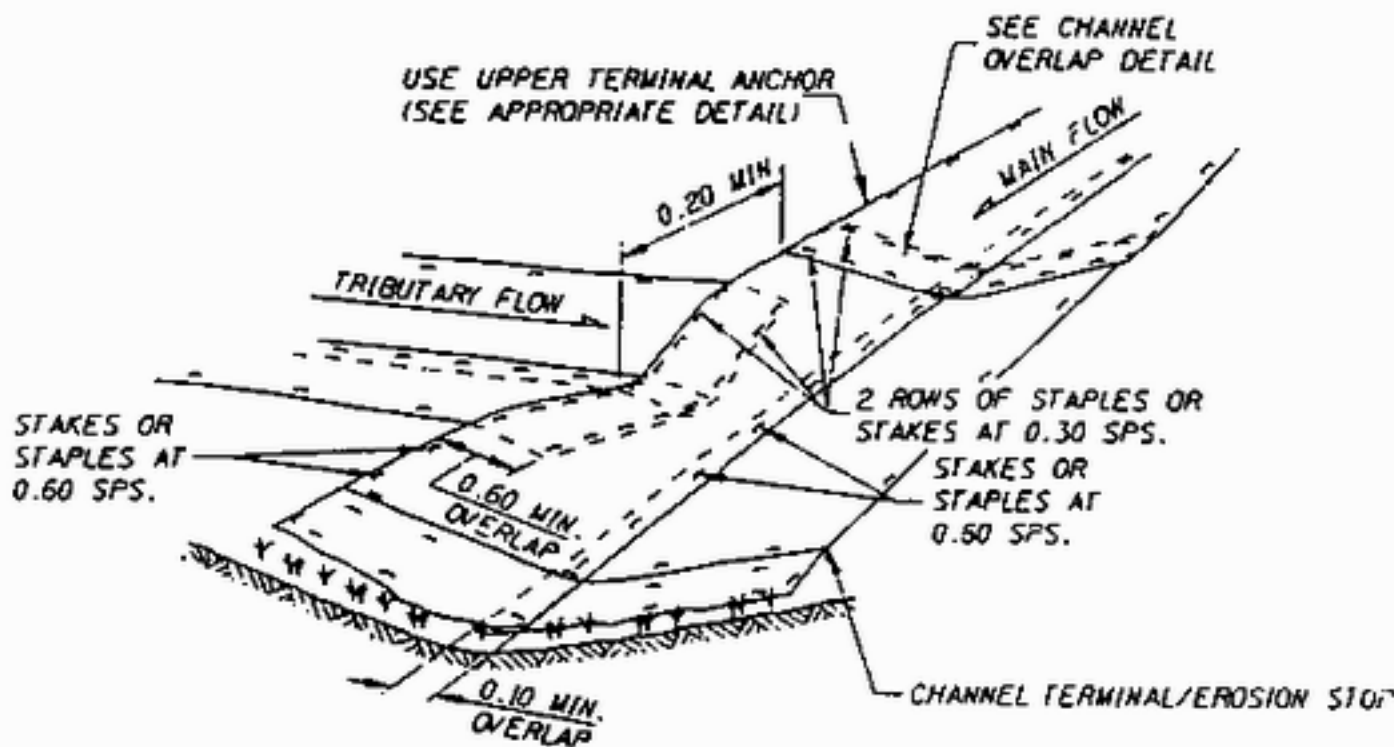 SEE CHANNEL
OVERLAP DETAIL
USE UPPER TERMINAL ANCHOR
(SEE APPROPRIATE DETAIL)
MAIN FLOW
0.20 MIN
TRIBUTARY FLOW
2 ROWS OF STAPLES OR
STAKES AT 0.30 SPS.
STAKES OR
STAPLES AT
0.60 SPS.
STAKES OR
STAPLES AT
0.60 SPS.
0.60 MIN.
OVERLAP
0.10 MIN.
OVERLAP
CHANNEL TERMINAL/EROSION STOP